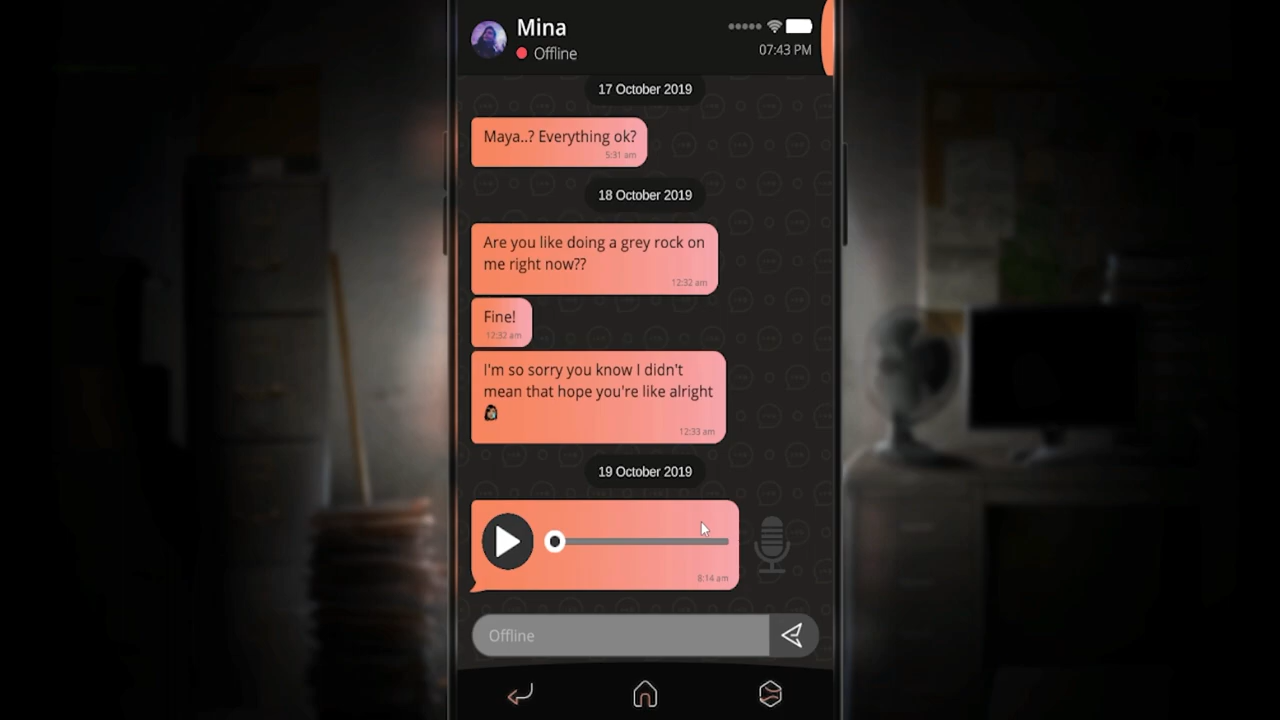 Mina
Offline
07:43 PM
17 October 2019
Maya..? Everything ok?
5:31 am
18 October 2019
Are you like doing a grey rock on
me right now??
12:32 am
Fine!
12:32 am
I'm so sorry you know I didn't
mean that hope you're like alright
12:33 am
19 October 2019
8:14 am
Offline